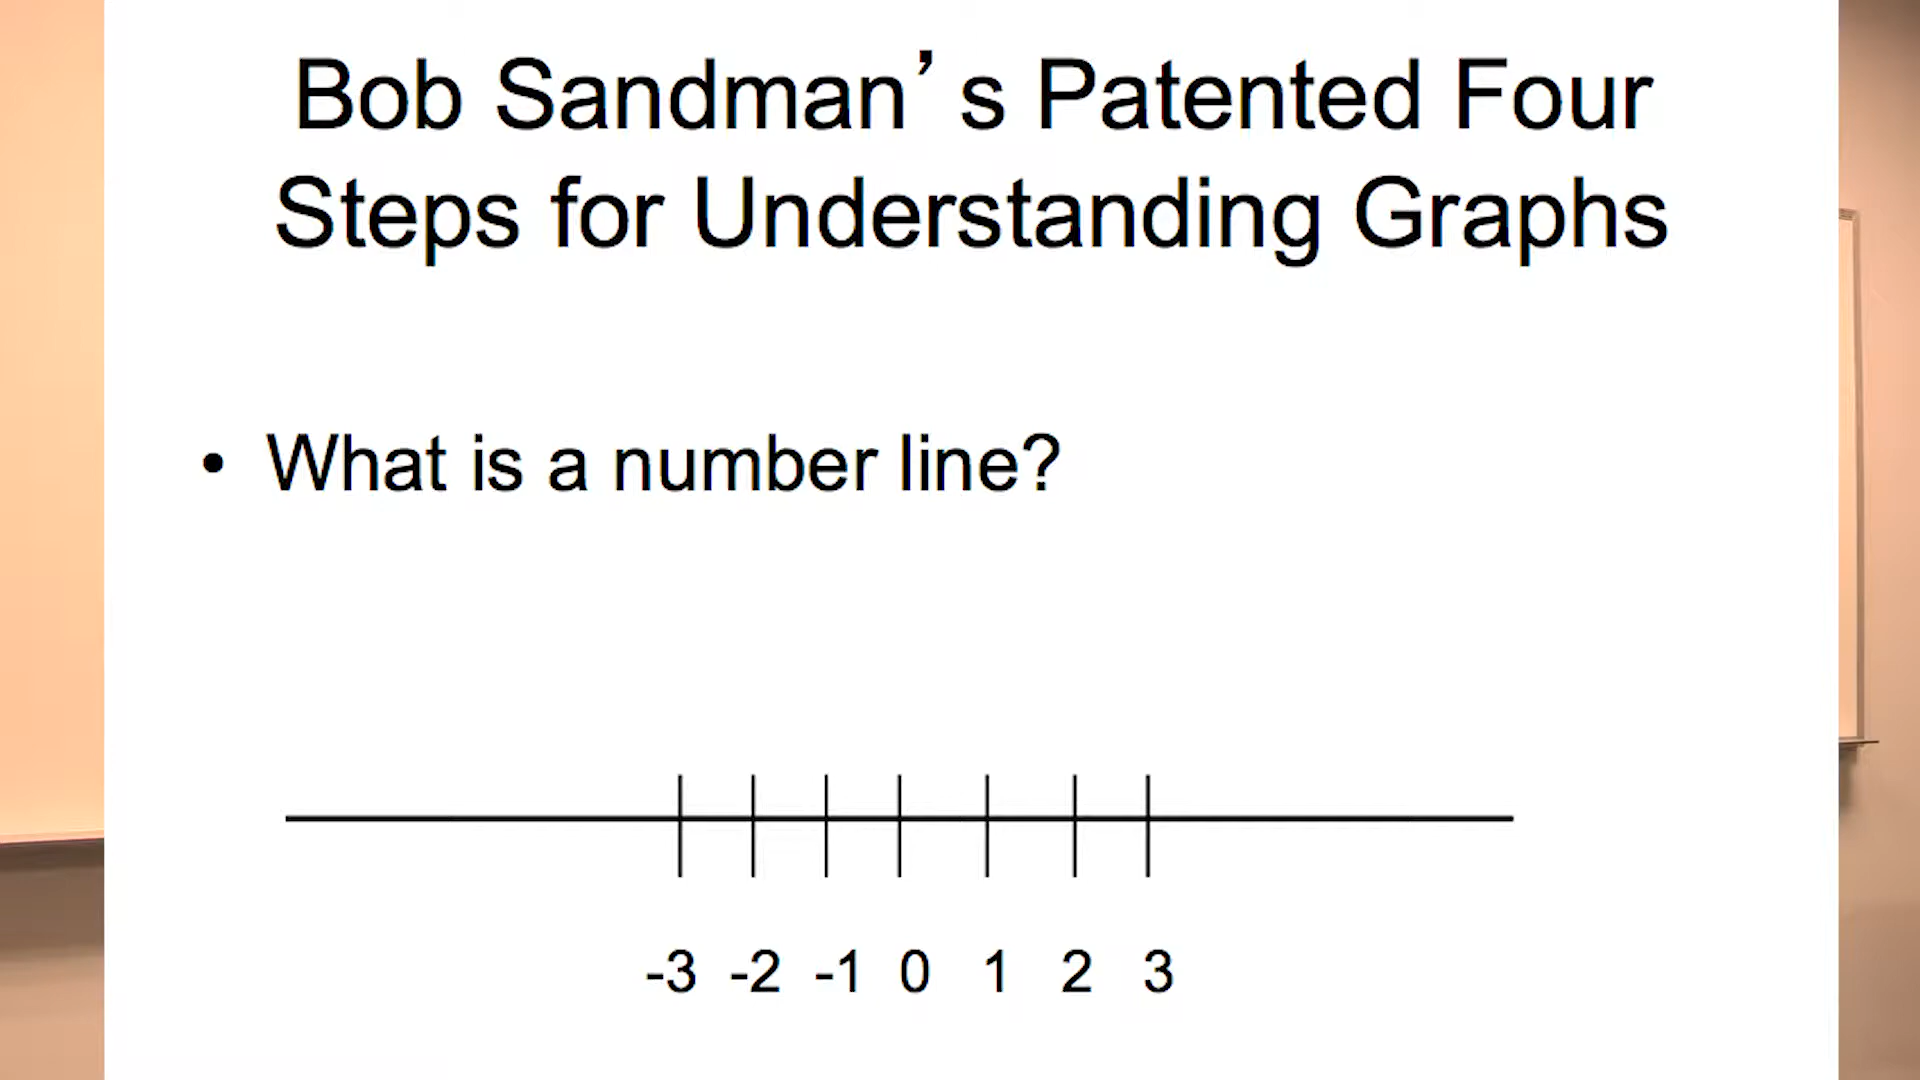 Bob Sandman’s Patented Four
Steps for Understanding Graphs
• What is a number line?
-3 -2 -1 0 1 2 3